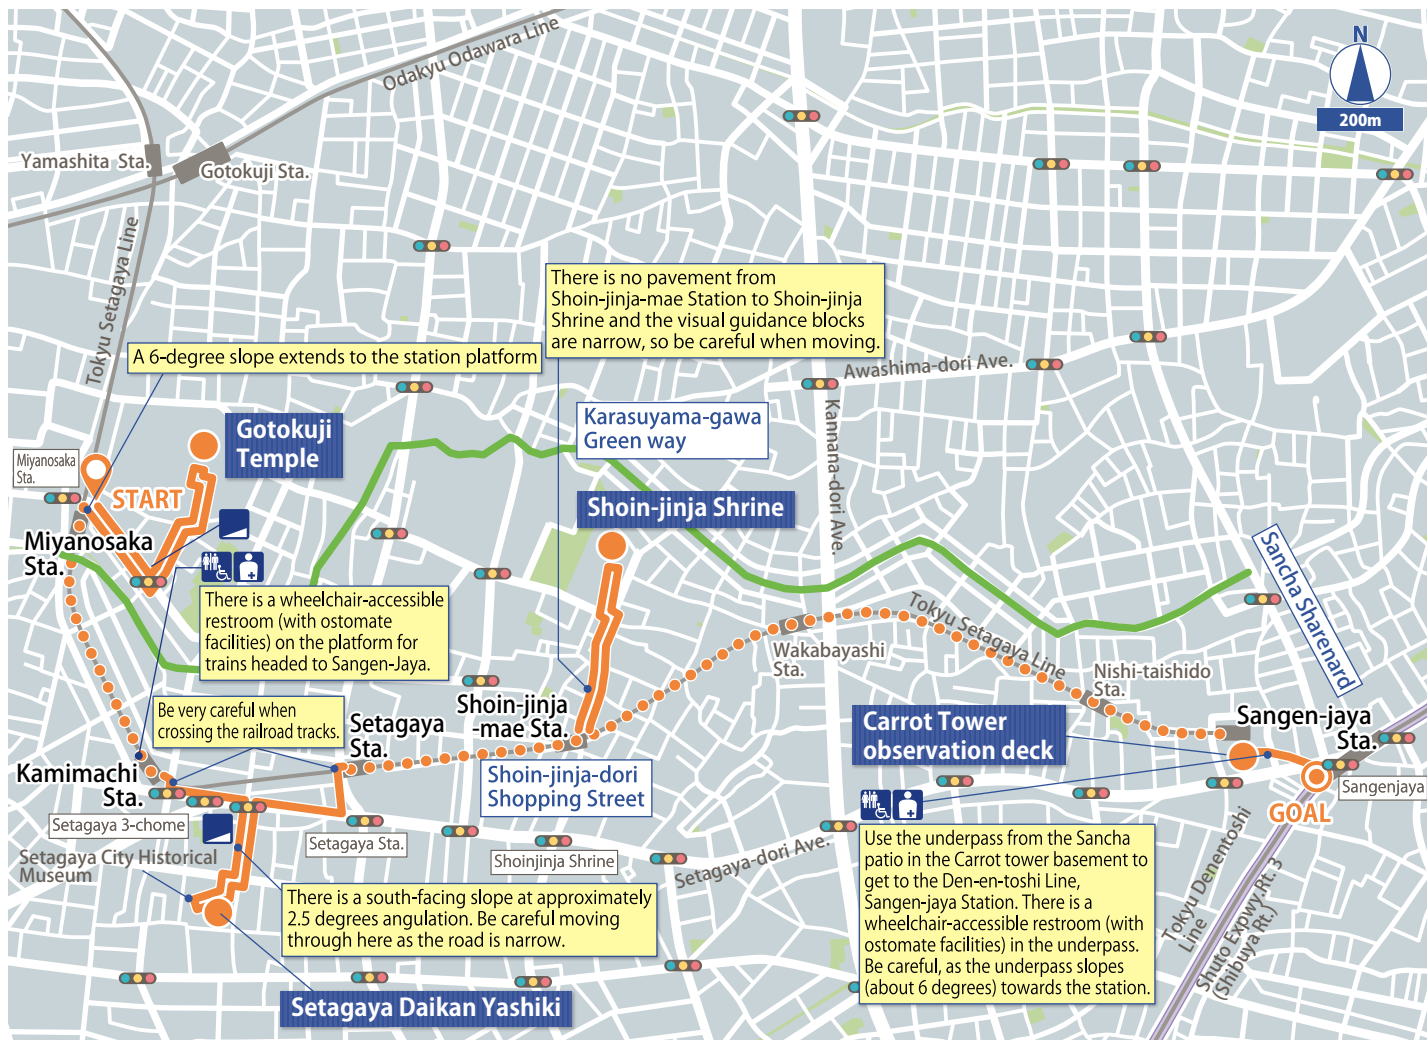 Odakyu Odawara Line
N
200m
Yamashita Sta.
Gotokuji Sta.
Tokyu Setagaya Line
There is no pavement from
Shoin-jinja-mae Station to Shoin-jinja
Shrine and the visual guidance blocks
are narrow, so be careful when moving.
A 6-degree slope extends to the station platform
Awashima-dori Ave.
Kannana-dori Ave.
Karasuyama-gawa
Green way
Gotokuji
Temple
Miyanosaka
Sta.
START
Shoin-jinja Shrine
Miyanosaka
Sta.
Sancha Sharenard
There is a wheelchair-accessible
restroom (with ostomate
facilities) on the platform for
trains headed to Sangen-Jaya.
Tokyu Setagaya Line
Wakabayashi
Sta.
Nishi-taishido
Sta.
Be very careful when
crossing the railroad tracks.
Setagaya
Sta.
Shoin-jinja
-mae Sta.
Carrot Tower
observation deck
Sangen-jaya
Sta.
Kamimachi
Sta.
Shoin-jinja-dori
Shopping Street
Sangenjaya
GOAL
Setagaya 3-chome
Setagaya Sta.
Shoinjinja Shrine
Setagaya-dori Ave.
Setagaya City Historical
Museum
Use the underpass from the Sancha
patio in the Carrot tower basement to
get to the Den-en-toshi Line,
Sangen-jaya Station. There is a
wheelchair-accessible restroom (with
ostomate facilities) in the underpass.
Be careful, as the underpass slopes
(about 6 degrees) towards the station.
Tokyu Denentoshi
Line
Shuto Expwy. Rt. 3
(Shibuya Rt.)
There is a south-facing slope at approximately
2.5 degrees angulation. Be careful moving
through here as the road is narrow.
Setagaya Daikan Yashiki